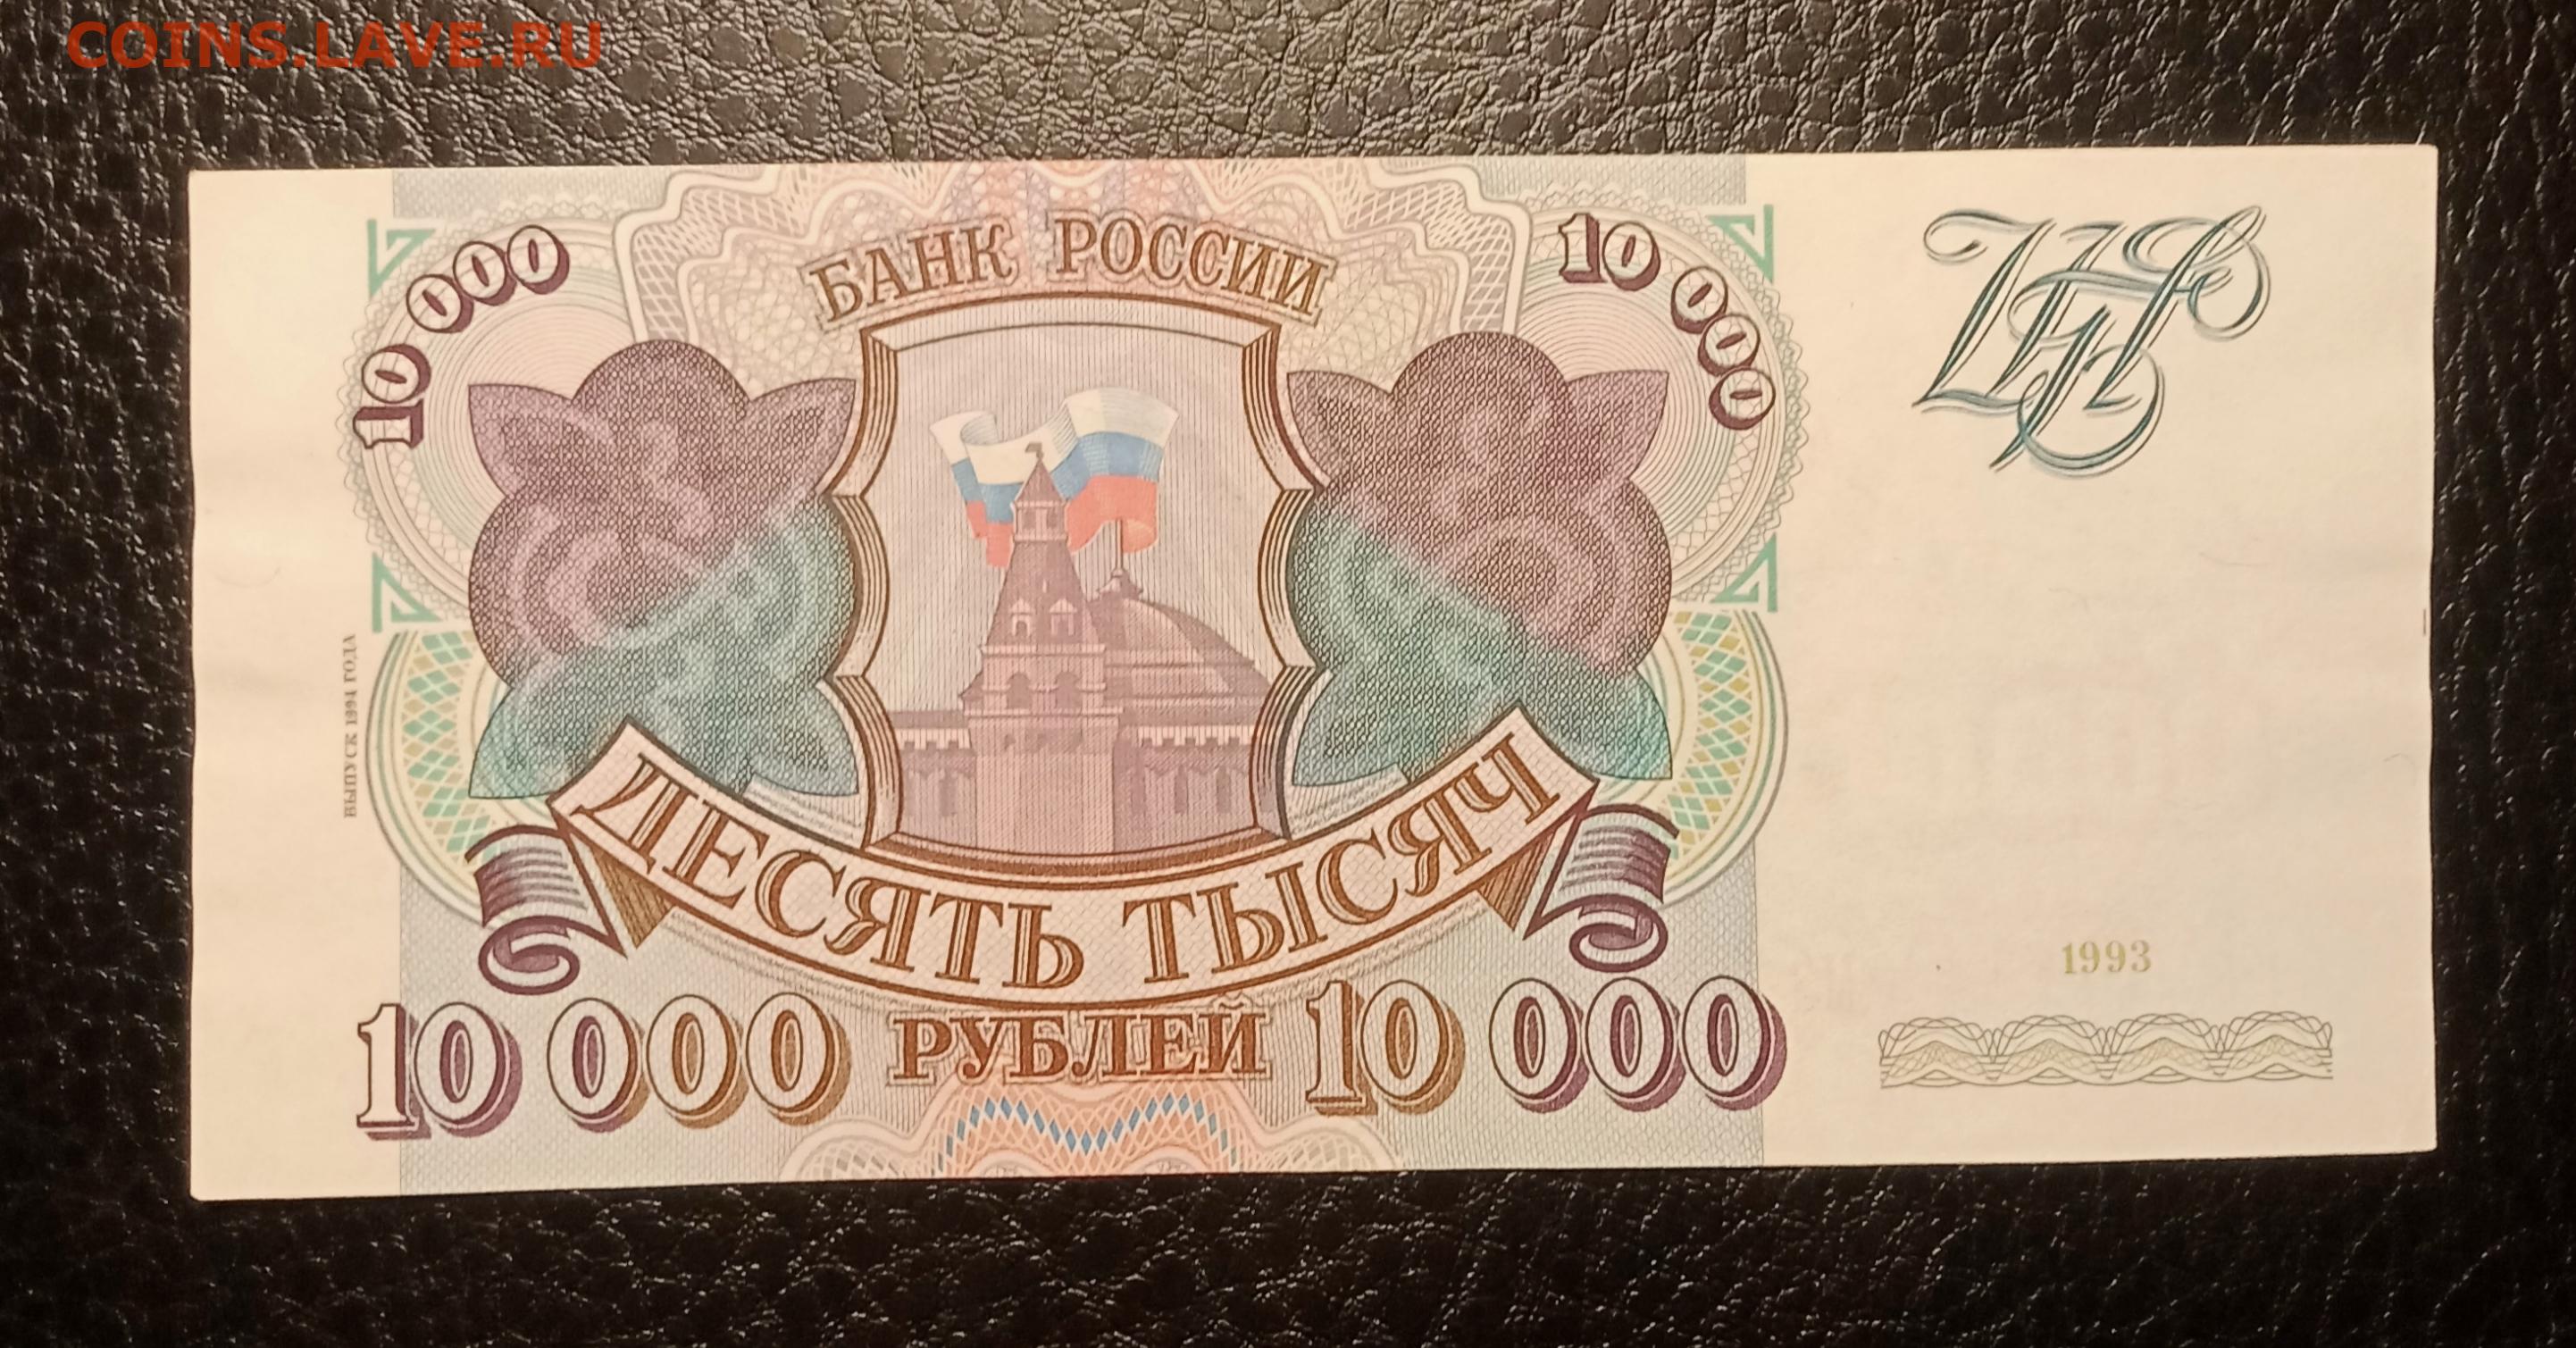 COINS.LAVE.RU
БАНК РОССИИ
10 000
10 000
ВЫПУСК 1994 ГОДА
ДЕСЯТЬ ТЫСЯЧ
10 000 РУБЛЕЙ 10 000
1993